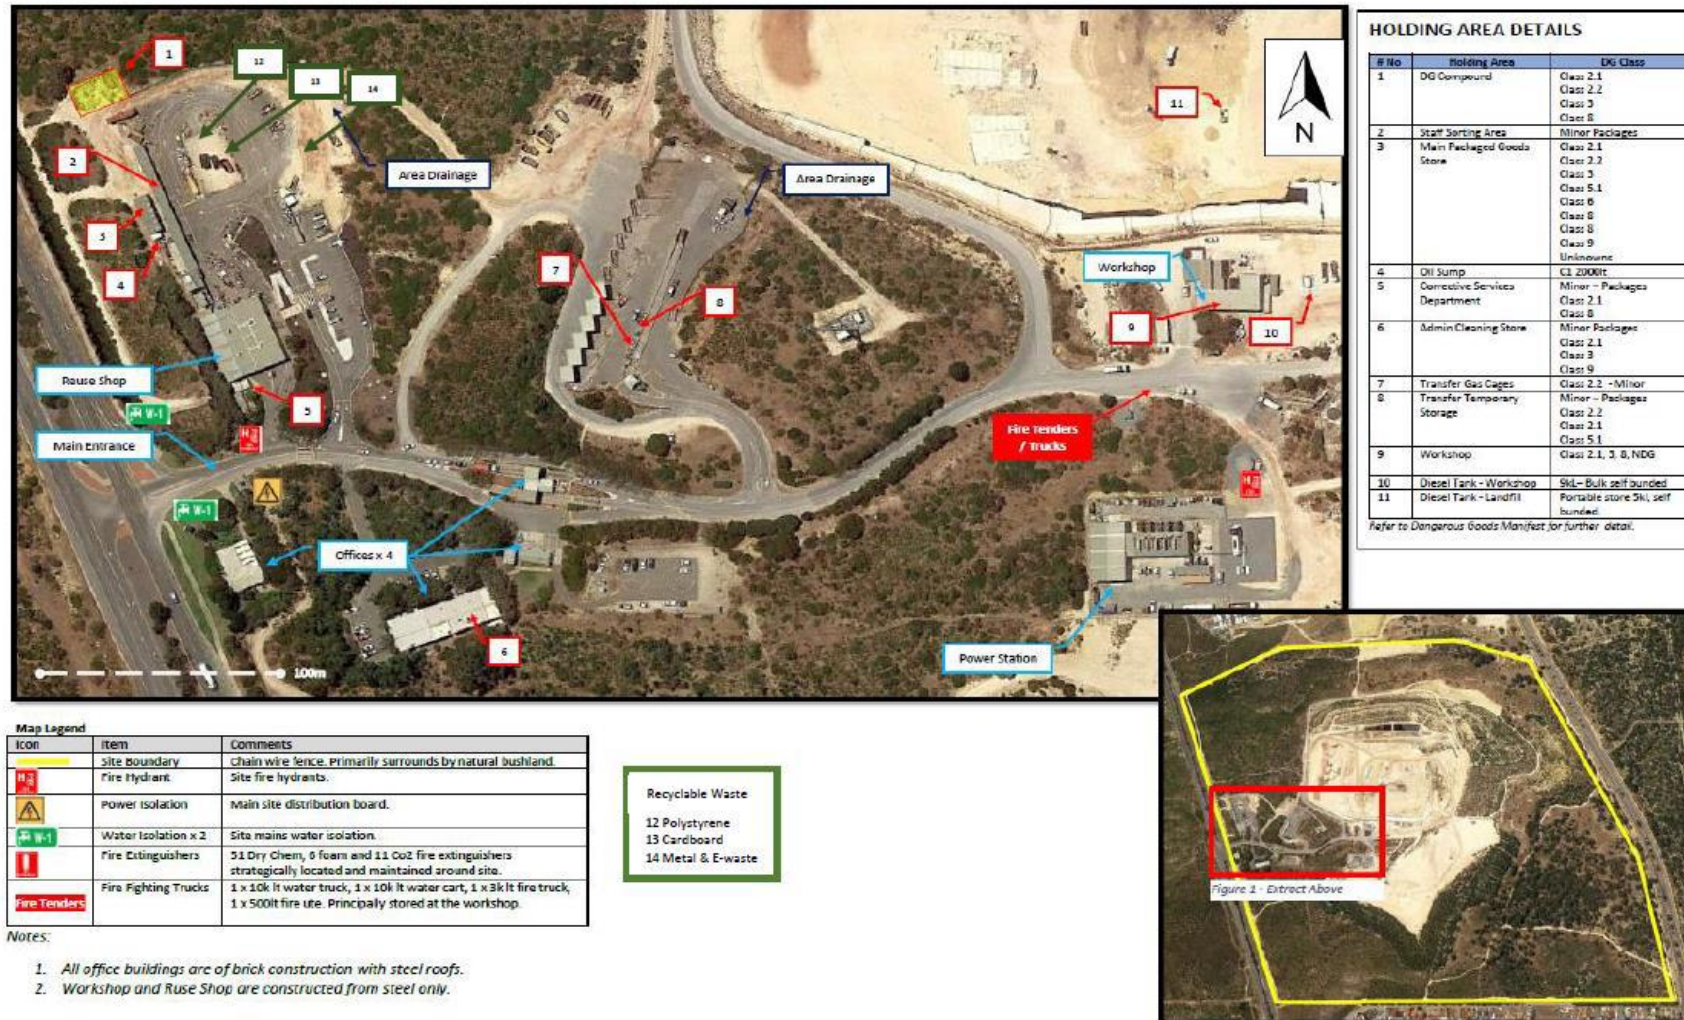 1
12
13
14
11
N
2
Area Drainage
Area Drainage
3
4
7
8
Workshop
9
10
Reuse Shop
W-1
5
H
Main Entrance
Fire Tenders
/ Trucks
H
W-1
Offices x 4
6
Power Station
100m
HOLDING AREA DETAILS
# No Holding Area DG Class
1 DG Compound Class 2.1
Class 2.2
Class 3
Class 8
2 Staff Sorting Area Minor Packages
3 Main Packaged Goods Class 2.1
Store Class 2.2
Class 3
Class 5.1
Class 6
Class 8
Class 8
Class 9
Unknowns
4 Oil Sump C1 2000lt
5 Corrective Services Minor – Packages
Department Class 2.1
Class 8
6 Admin Cleaning Store Minor Packages
Class 2.1
Class 3
Class 9
7 Transfer Gas Cages Class 2.2 - Minor
8 Transfer Temporary Minor – Packages
Storage Class 2.2
Class 2.1
Class 5.1
9 Workshop Class 2.1, 3, 8, NDG
10 Diesel Tank - Workshop 9kL– Bulk self bunded
11 Diesel Tank - Landfill Portable store 5kl, self
bunded.
Refer to Dangerous Goods Manifest for further detail.
Map Legend
Icon Item Comments
Site Boundary Chain wire fence. Primarily surrounds by natural bushland.
H Fire Hydrant Site fire hydrants.
Power Isolation Main site distribution board.
W-1 Water Isolation x 2 Site mains water isolation.
Fire Extinguishers 51 Dry Chem, 6 foam and 11 Co2 fire extinguishers
strategically located and maintained around site.
Fire Tenders Fire Fighting Trucks 1 x 10k lt water truck, 1 x 10k lt water cart, 1 x 3k lt fire truck,
1 x 500lt fire ute. Principally stored at the workshop.
Recyclable Waste
12 Polystyrene
13 Cardboard
14 Metal & E-waste
Figure 1 - Extract Above
Notes:
1. All office buildings are of brick construction with steel roofs.
2. Workshop and Ruse Shop are constructed from steel only.